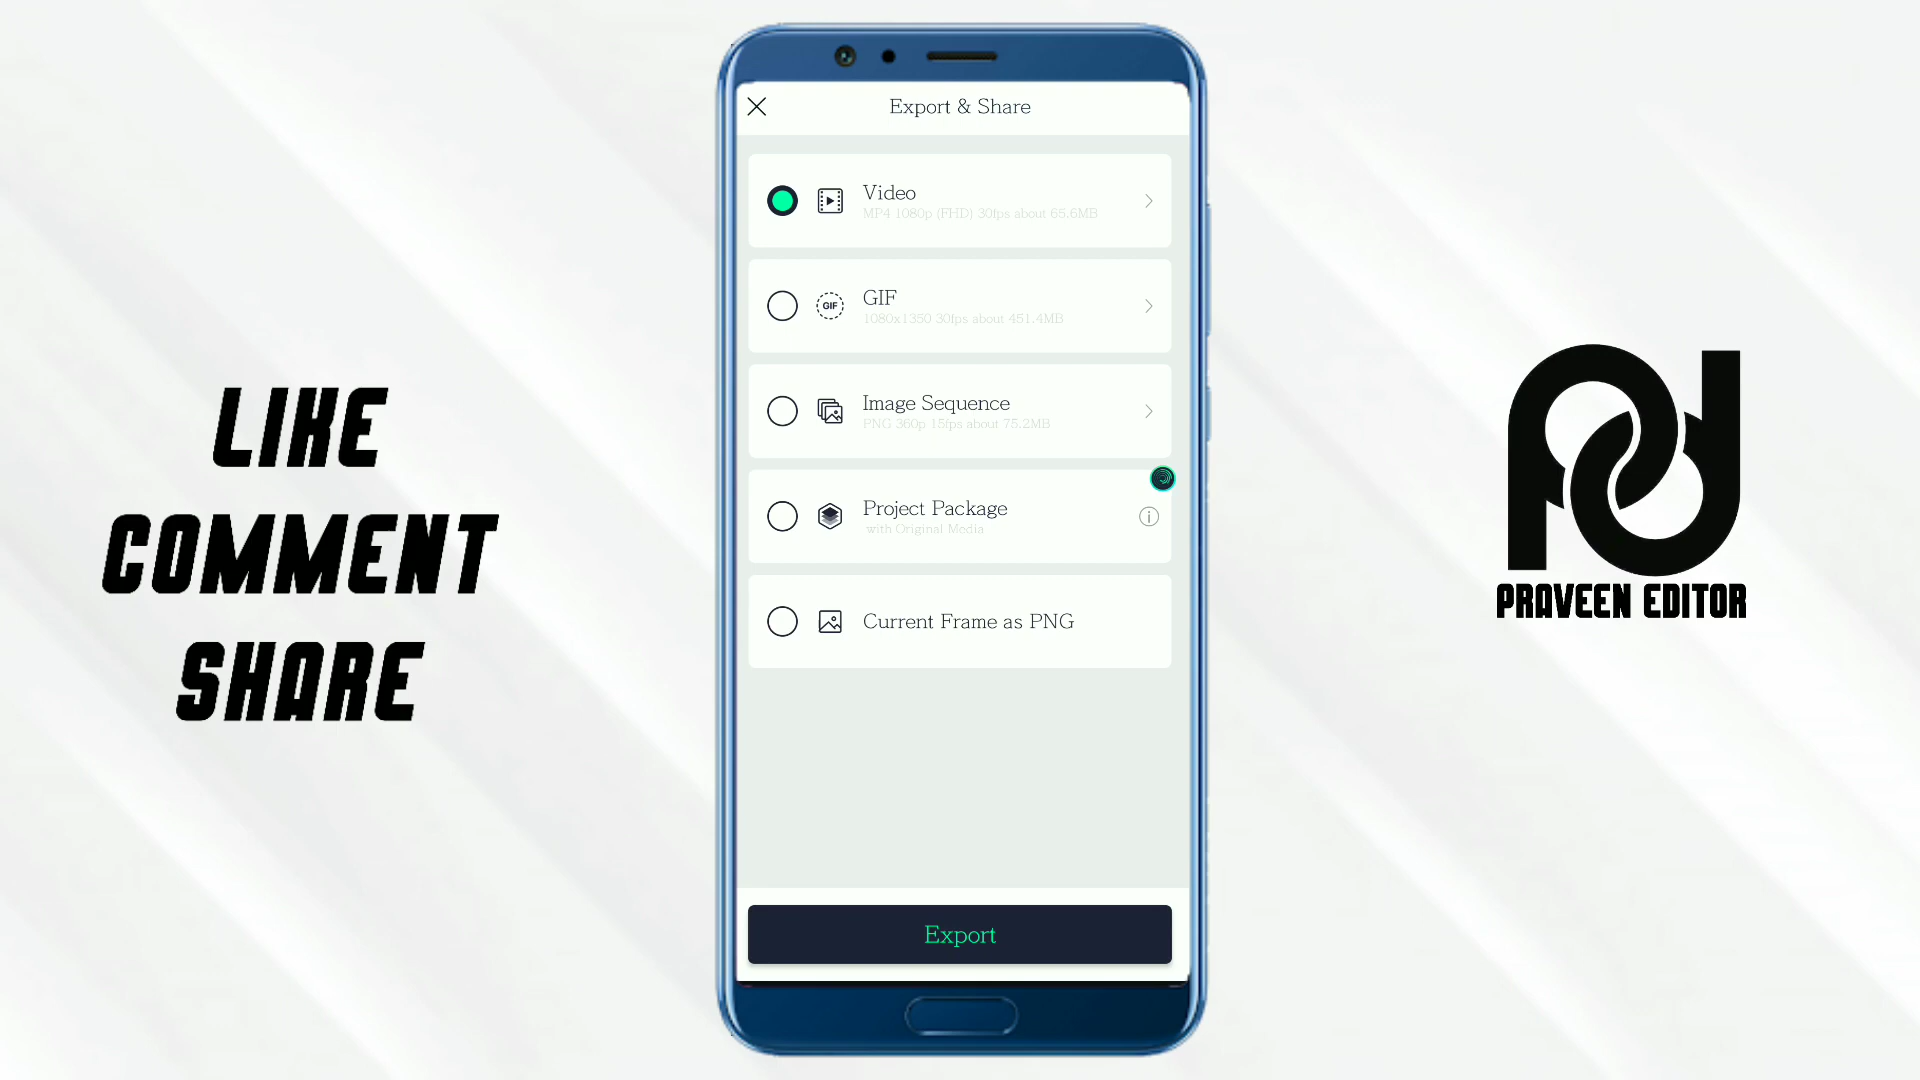 LIKE
COMMENT
SHARE
Export & Share
Video
MP4 1080p (FHD) 30fps about 65.6MB
GIF
GIF
1080x1350 30fps about 451.4MB
Image Sequence
PNG 360p 15fps about 75.2MB
Project Package
with Original Media
Current Frame as PNG
Export
PRAVEEN EDITOR